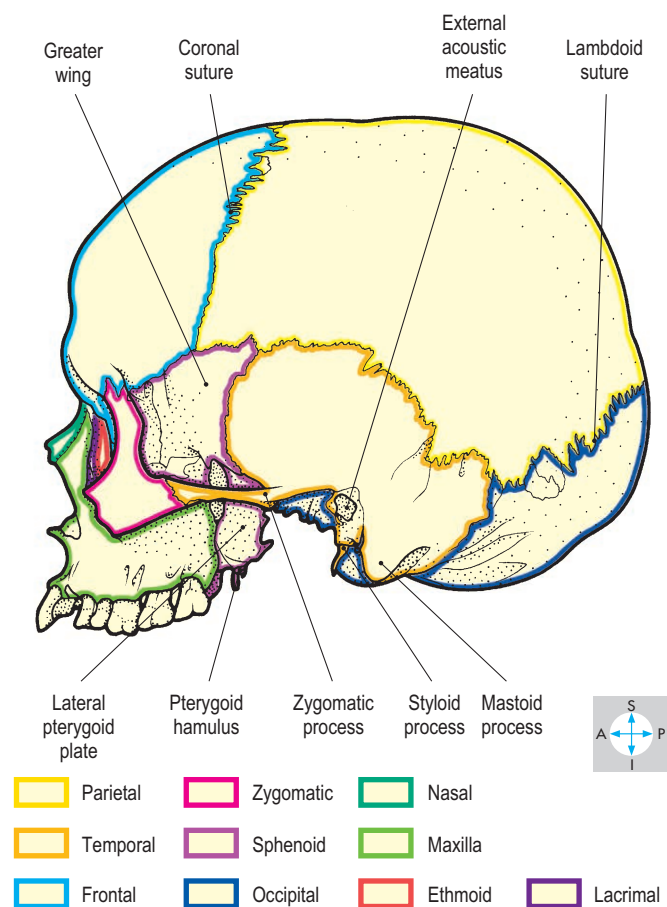 Greater
wing
Coronal
suture
External
acoustic
meatus
Lambdoid
suture
Lateral
pterygoid
plate
Pterygoid
hamulus
Zygomatic
process
Styloid
process
Mastoid
process
S
A
P
I
Parietal
Zygomatic
Nasal
Temporal
Sphenoid
Maxilla
Frontal
Occipital
Ethmoid
Lacrimal